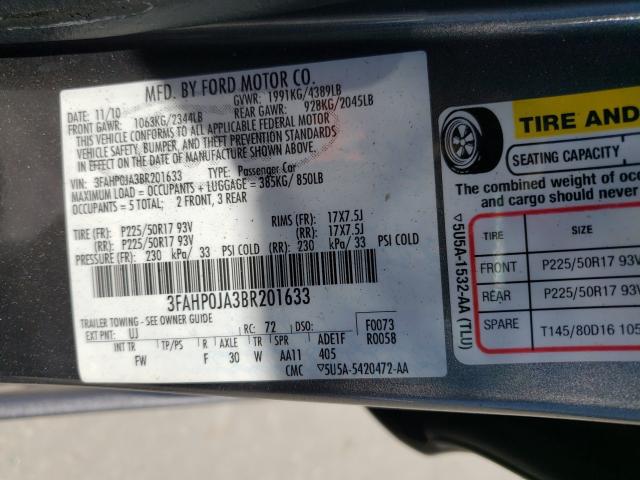 MFD. BY FORD MOTOR CO.
11/10 GVWR: 1991KG/4389LB
FRONT GAWR: 1063KG/2344LB REAR GAWR: 928KG/2045LB
THIS VEHICLE CONFORMS TO ALL APPLICABLE FEDERAL MOTOR
VEHICLE SAFETY, BUMPER, AND THEFT PREVENTION STANDARDS
IN EFFECT ON THE DATE OF MANUFACTURE SHOWN ABOVE.
VIN: 3FAHP0JA3BR201633 TYPE: Passenger Car
MAXIMUM LOAD = OCCUPANTS + LUGGAGE = 385KG/850LB
OCCUPANTS = 5 TOTAL: 2 FRONT, 3 REAR
TIRE (FR): P225/50R17 93V RIMS (FR): 17X7.5J
(RR): P225/50R17 93V (RR): 17X7.5J
PRESSURE (FR): 230 kPa/ 33 PSI COLD (RR): 230 kPa/ 33 PSI COLD
3FAHP0JA3BR201633
TRAILER TOWING - SEE OWNER GUIDE
EXT PNT: UJ RC: 72 DSO: F0073
R0058
INT TR TP/PS R AXLE TR SPR ADE1F
FW F 30 W AA11 405
CMC ▽5U5A-5420472-AA
TIRE AND
SEATING CAPACITY
The combined weight of occ
and cargo should never
TIRE SIZE
FRONT P225/50R17 93V
REAR P225/50R17 93V
SPARE T145/80D16 105
▽5U5A-1532-AA (TLU)